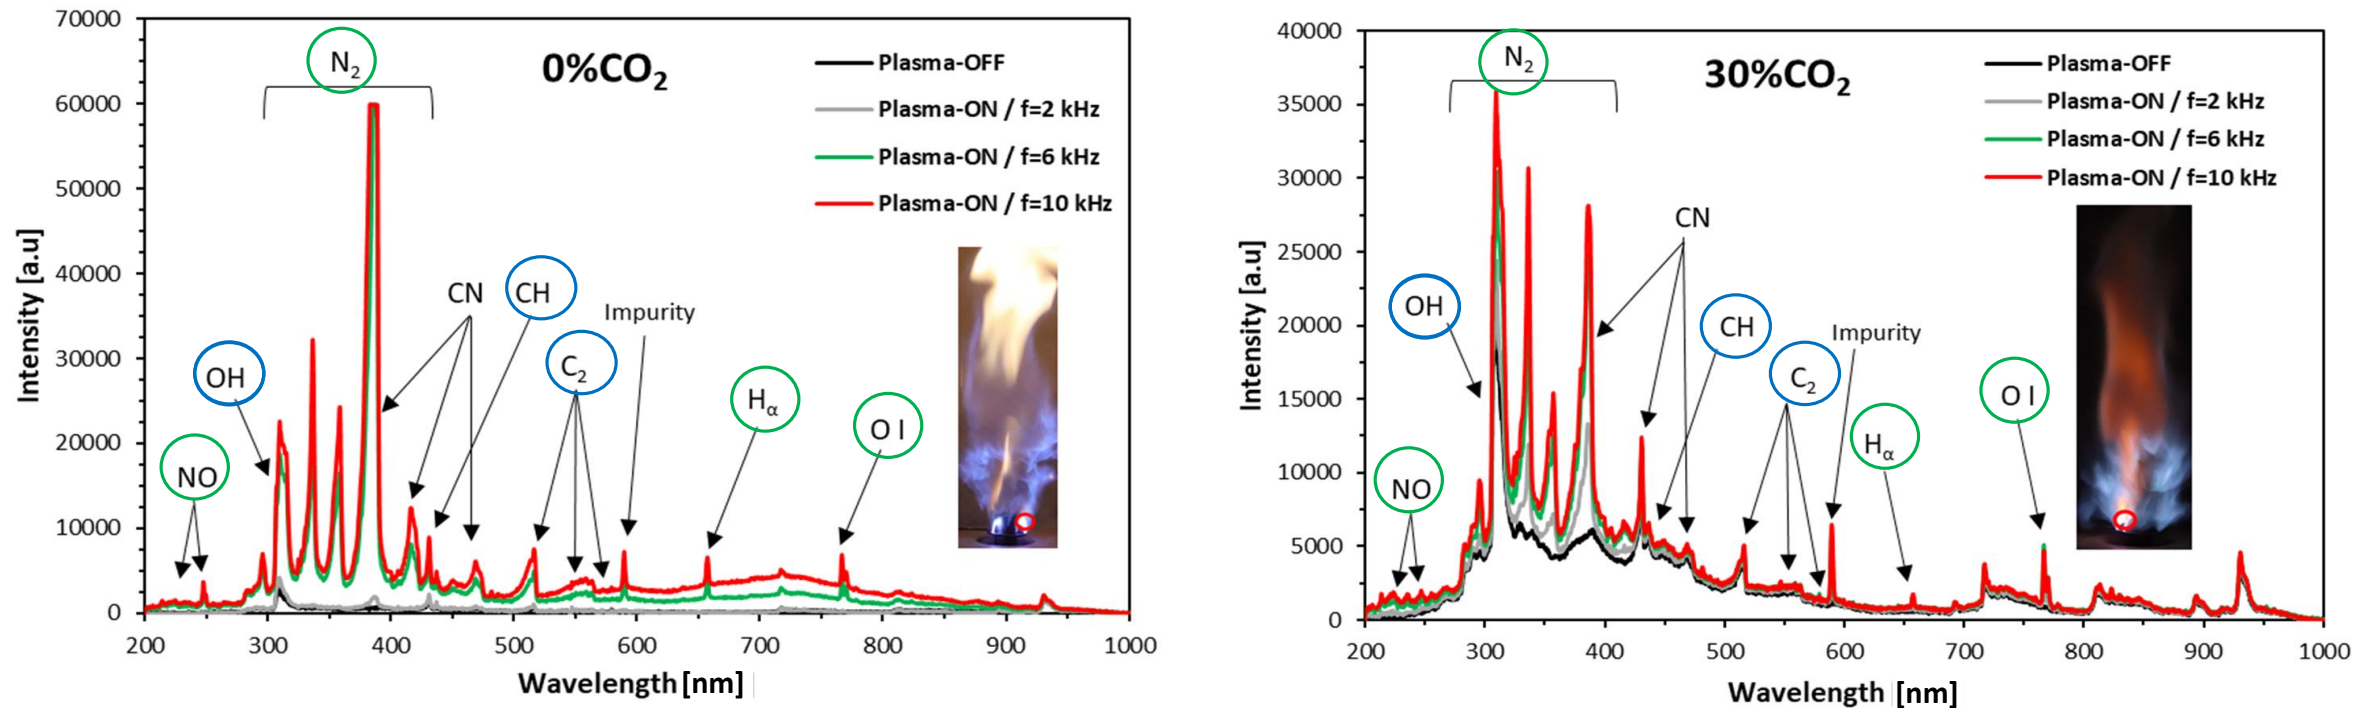 70000
60000
50000
40000
30000
20000
10000
0
Intensity [a.u]
200 300 400 500 600 700 800 900 1000
Wavelength [nm]
0%CO₂
Plasma-OFF
Plasma-ON / f=2 kHz
Plasma-ON / f=6 kHz
Plasma-ON / f=10 kHz
N₂
CN
CH
Impurity
OH
C₂
Hα
O I
NO
40000
35000
30000
25000
20000
15000
10000
5000
0
Intensity [a.u]
200 300 400 500 600 700 800 900 1000
Wavelength [nm]
30%CO₂
Plasma-OFF
Plasma-ON / f=2 kHz
Plasma-ON / f=6 kHz
Plasma-ON / f=10 kHz
N₂
CN
OH
CH
Impurity
C₂
O I
Hα
NO